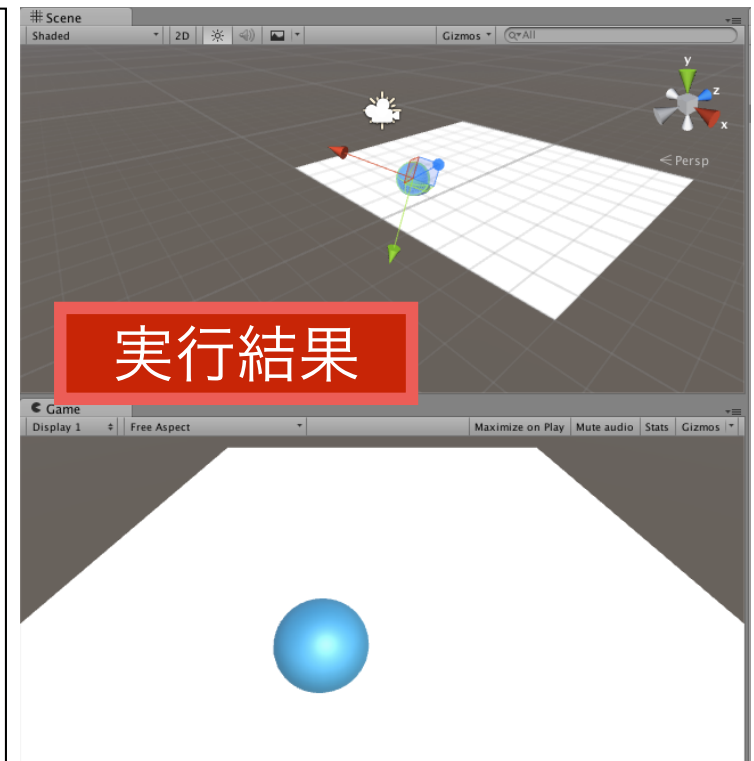 Scene
Shaded 2D Gizmos All
y
z
x
Persp
実行結果
Game
Display 1 Free Aspect Maximize on Play Mute audio Stats Gizmos